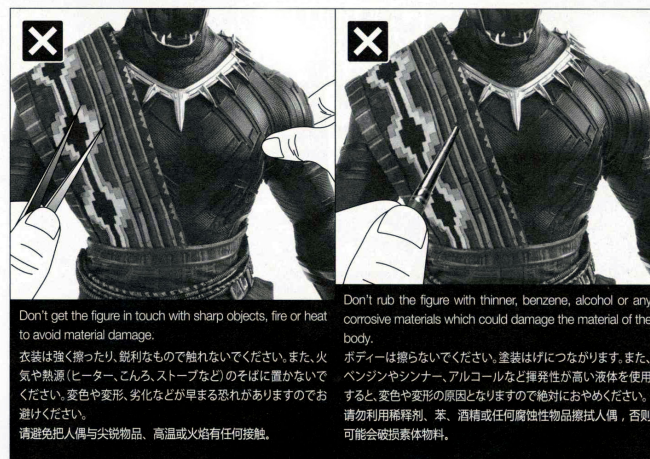 Don't get the figure in touch with sharp objects, fire or heat
to avoid material damage.
衣装は強く擦ったり、鋭利なもので触れないでください。また、火
気や熱源（ヒーター、こんろ、ストーブなど）のそばに置かないで
ください。変色や変形、劣化などが早まる恐れがありますのでお
避けください。
请避免把人偶与尖锐物品、高温或火焰有任何接触。
Don't rub the figure with thinner, benzene, alcohol or any
corrosive materials which could damage the material of the
body.
ボディーは擦らないでください。塗装はげにつながります。また、
ベンジンやシンナー、アルコールなど揮発性が高い液体を使用
すると、変色や変形の原因となりますので絶対におやめください。
请勿利用稀释剂、苯、酒精或任何腐蚀性物品擦拭人偶，否则
可能会破损素体物料。